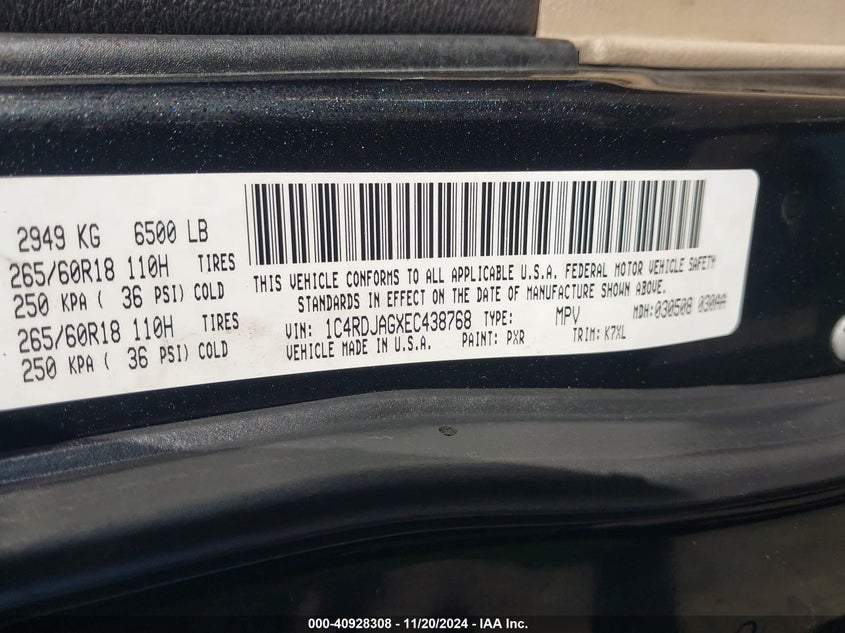 2949 KG 6500 LB
265/60R18 110H TIRES
250 KPA ( 36 PSI) COLD
265/60R18 110H TIRES
250 KPA ( 36 PSI) COLD
THIS VEHICLE CONFORMS TO ALL APPLICABLE U.S.A. FEDERAL MOTOR VEHICLE SAFETY
STANDARDS IN EFFECT ON THE DATE OF MANUFACTURE SHOWN ABOVE.
VIN: 1C4RDJAGXEC438768 TYPE: MPV MDH: 030508 030AA
VEHICLE MADE IN U.S.A. PAINT: PXR TRIM: K7XL
000-40928308 - 11/20/2024 - IAA Inc.